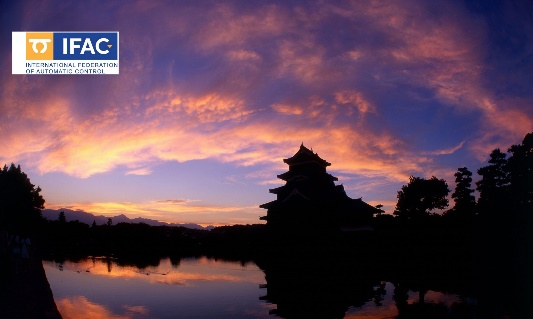 IFAC
INTERNATIONAL FEDERATION
OF AUTOMATIC CONTROL